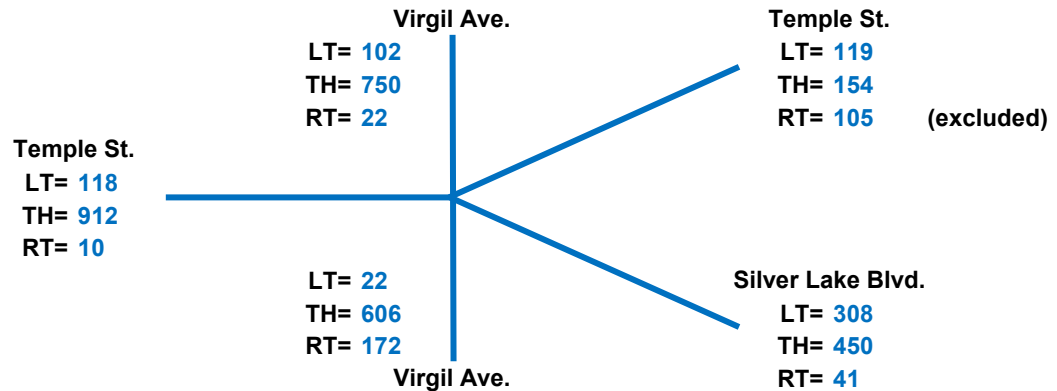 Virgil Ave.
LT= 102
TH= 750
RT= 22
Temple St.
LT= 119
TH= 154
RT= 105 (excluded)
Temple St.
LT= 118
TH= 912
RT= 10
LT= 22
TH= 606
RT= 172
Virgil Ave.
Silver Lake Blvd.
LT= 308
TH= 450
RT= 41